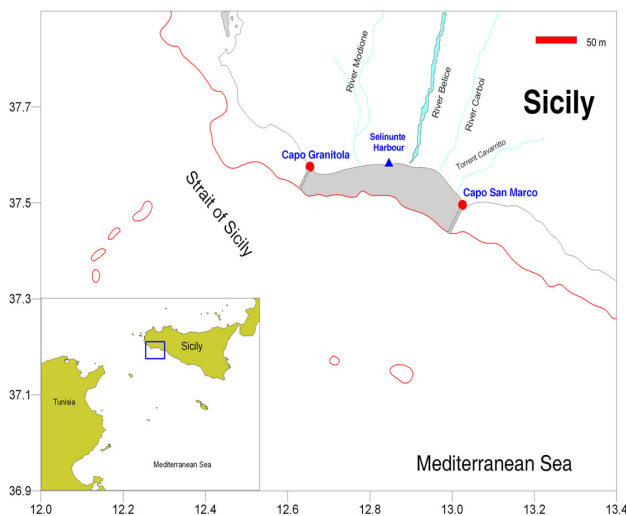 50 m
Sicily
River Modione
River Belice
River Carboi
Torrent Cavarritto
Selinunte
Harbour
Capo Granitola
Capo San Marco
Strait of Sicily
Mediterranean Sea
Sicily
Tunisia
Mediterranean Sea
37.7
37.5
37.3
37.1
36.9
12.0
12.2
12.4
12.6
12.8
13.0
13.2
13.4